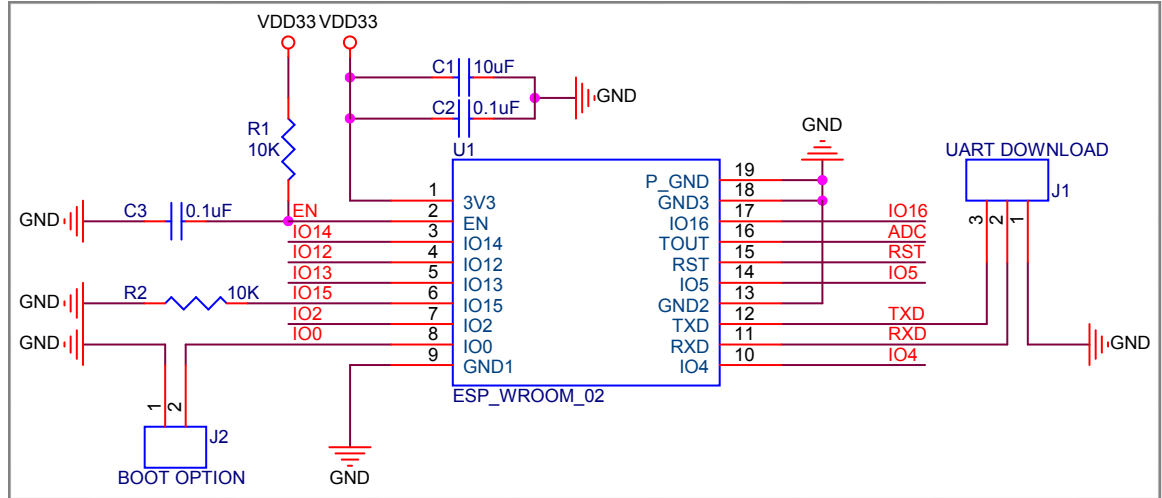 VDD33 VDD33
C1 10uF
GND
C2 0.1uF
GND
R1
10K
U1
UART DOWNLOAD
J1
3 2 1
GND C3 0.1uF
EN
IO14
IO12
IO13
GND R2 10K IO15
IO2
GND IO0
1 3V3
2 EN
3 IO14
4 IO12
5 IO13
6 IO15
7 IO2
8 IO0
9 GND1
P_GND 19
GND3 18
IO16 17 IO16
TOUT 16 ADC
RST 15 RST
IO5 14 IO5
GND2 13
TXD 12 TXD
RXD 11 RXD
IO4 10 IO4
GND
ESP_WROOM_02
1 2
J2
BOOT OPTION
GND